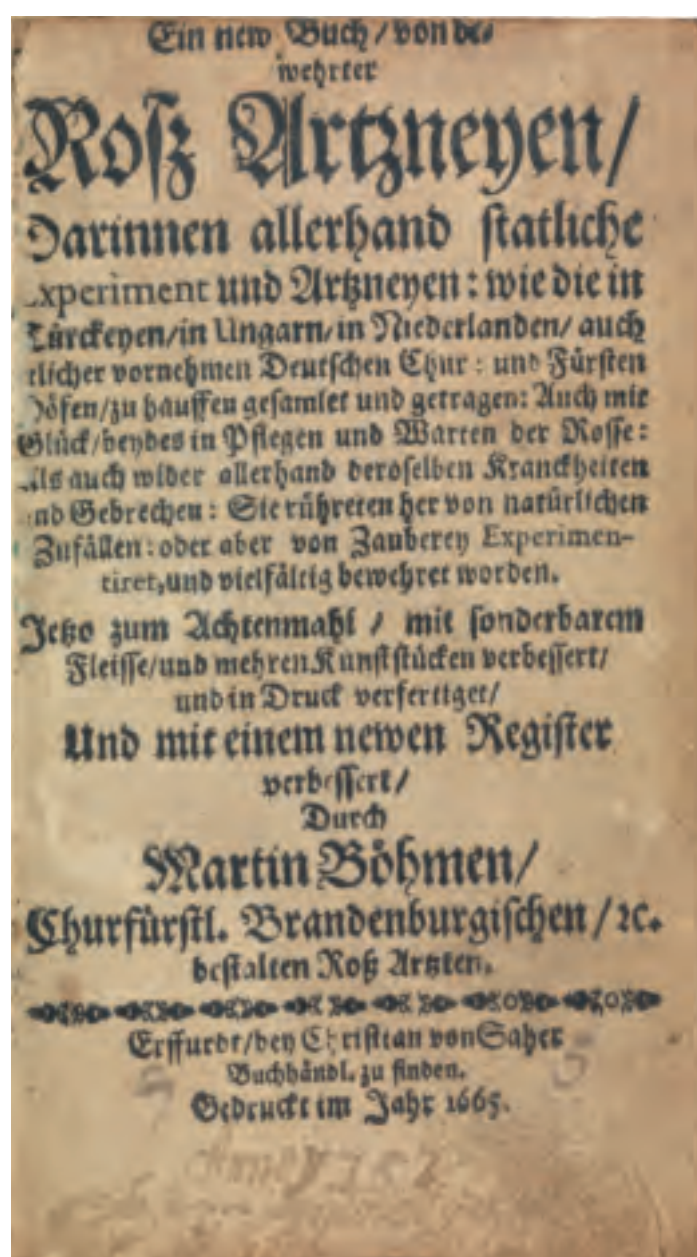 Ein new Buch / von be-
wehrter
Roſz Artzneyen /
Darinnen allerhand ſtatliche
Experiment und Artzneyen: wie die in
Türckeyen / in Ungarn / in Niederlanden / auch
etlicher vornehmen Deutſchen Chur: und Fürſten
Höfen / zu hauffen geſamlet und getragen: Auch mit
Glück / beydes in Pflegen und Warten der Roſſe:
Als auch wider allerhand deroſelben Kranckheiten
und Gebrechen: Sie rühreten her von natürlichen
Zufällen: oder aber von Zauberey Experimen-
tiret, und vielfältig bewehret worden.
Jetzo zum Achtenmahl / mit ſonderbarem
Fleiſſe / und mehren Kunſtſtücken verbeſſert /
und in Druck verfertiget /
Und mit einem newen Regiſter
verbeſſert /
Durch
Martin Böhmen /
Churfürſtl. Brandenburgiſchen / ꝛc.
beſtalten Roß Artzten.
Erffurdt / bey Chriſtian von Saher
Buchhändl. zu finden.
Gedruckt im Jahr 1665.